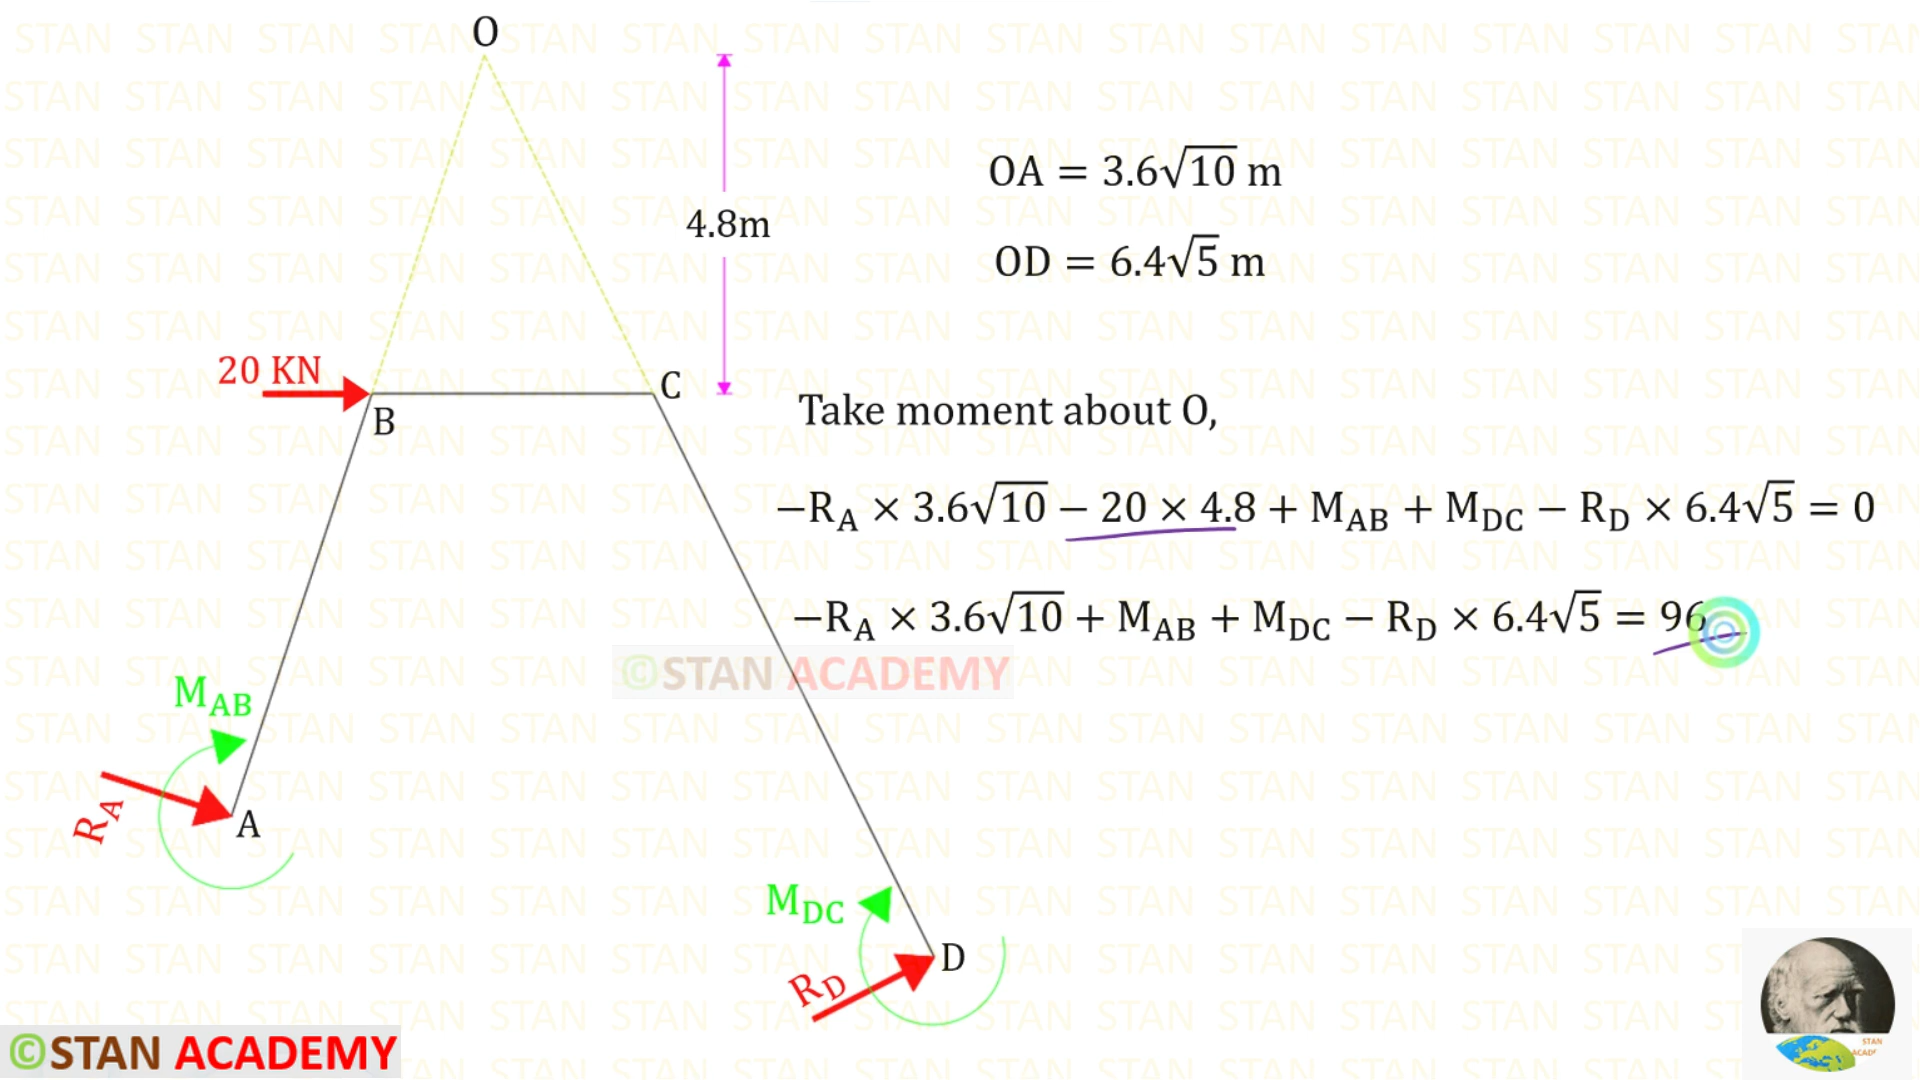 O
OA = 3.6√10 m
4.8m
OD = 6.4√5 m
20 KN
C
B
Take moment about O,
−R_A × 3.6√10 − 20 × 4.8 + M_AB + M_DC − R_D × 6.4√5 = 0
−R_A × 3.6√10 + M_AB + M_DC − R_D × 6.4√5 = 96
©STAN ACADEMY
M_AB
R_A
A
M_DC
R_D
D
©STAN ACADEMY
STAN